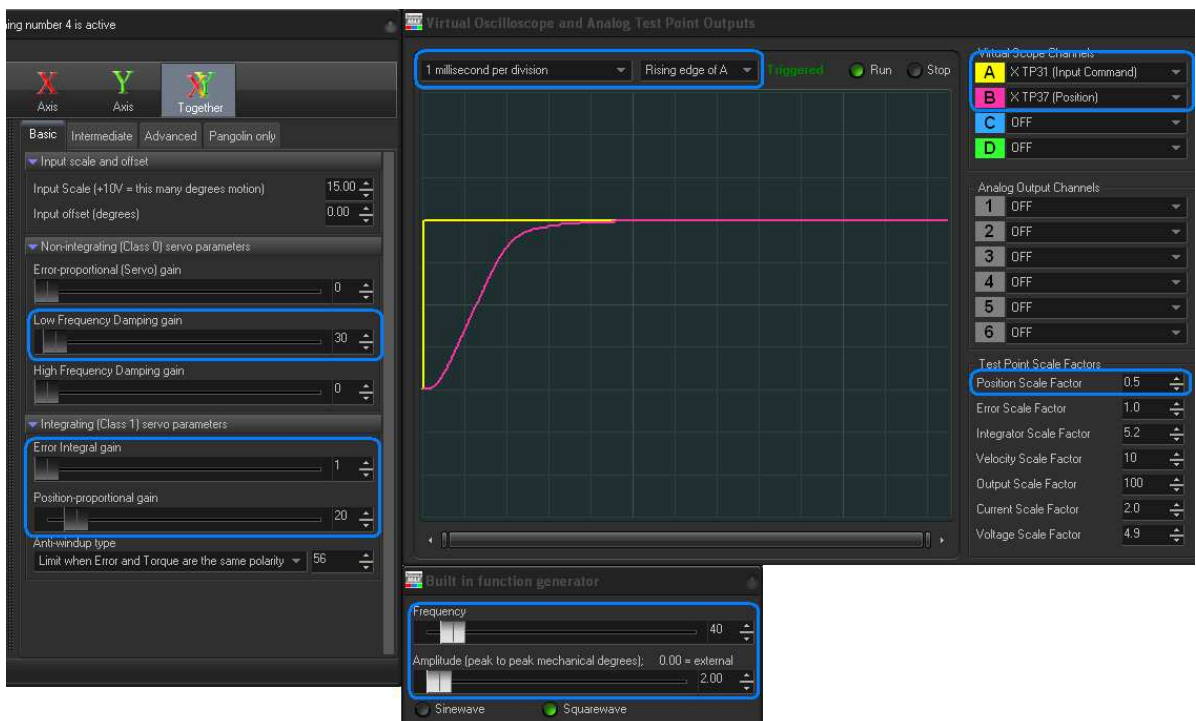 ing number 4 is active
X Y XY
Axis Axis Together
Basic Intermediate Advanced Pangolin only
Input scale and offset
Input Scale (+10V = this many degrees motion) 15.00
Input offset (degrees) 0.00
Non-integrating (Class 0) servo parameters
Error-proportional (Servo) gain
0
Low Frequency Damping gain
30
High Frequency Damping gain
0
Integrating (Class 1) servo parameters
Error Integral gain
1
Position-proportional gain
20
Anti-windup type
Limit when Error and Torque are the same polarity 56
Virtual Oscilloscope and Analog Test Point Outputs
1 millisecond per division Rising edge of A Triggered Run Stop
Virtual Scope Channels
A X TP31 (Input Command)
B X TP37 (Position)
C OFF
D OFF
Analog Output Channels
1 OFF
2 OFF
3 OFF
4 OFF
5 OFF
6 OFF
Test Point Scale Factors
Position Scale Factor 0.5
Error Scale Factor 1.0
Integrator Scale Factor 5.2
Velocity Scale Factor 10
Output Scale Factor 100
Current Scale Factor 2.0
Voltage Scale Factor 4.9
Built in function generator
Frequency
40
Amplitude (peak to peak mechanical degrees); 0.00 = external
2.00
Sinewave Squarewave